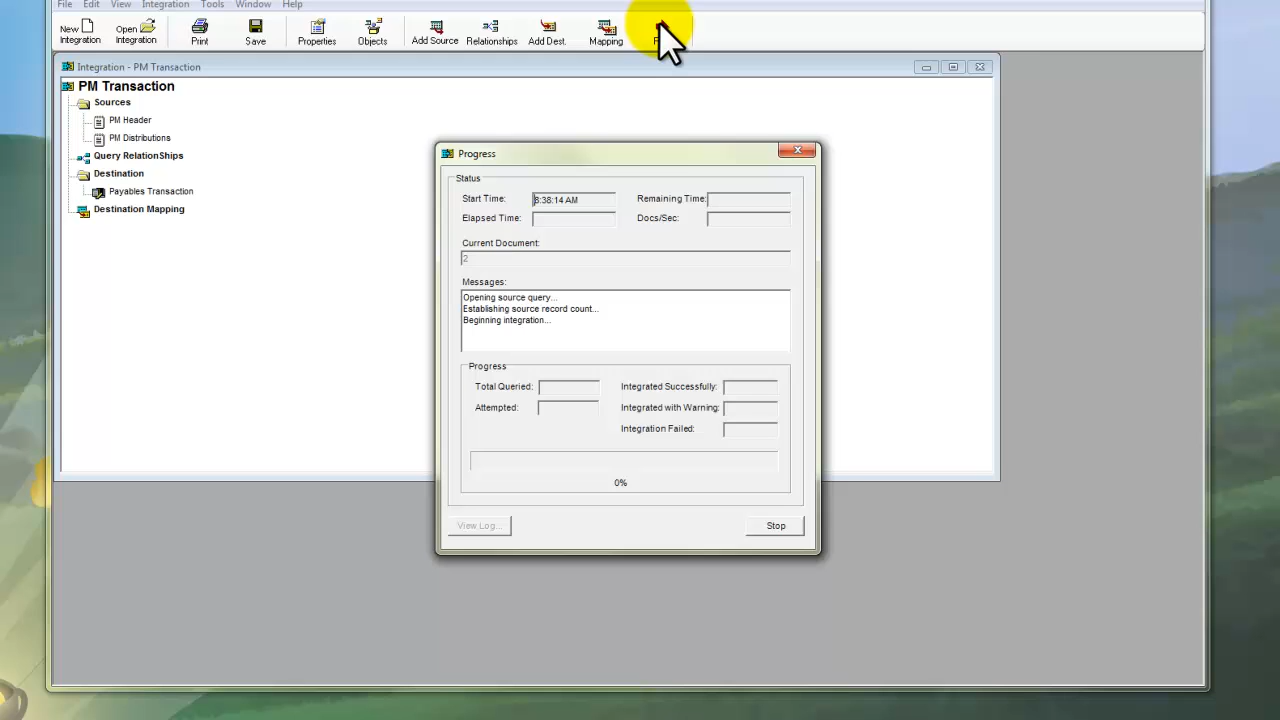 File Edit View Integration Tools Window Help
New Integration
Open Integration
Print
Save
Properties
Objects
Add Source
Relationships
Add Dest.
Mapping
Integration - PM Transaction
PM Transaction
Sources
PM Header
PM Distributions
Query RelationShips
Destination
Payables Transaction
Destination Mapping
Progress
Status
Start Time: 8:38:14 AM Remaining Time:
Elapsed Time: Docs/Sec:
Current Document:
2
Messages:
Opening source query...
Establishing source record count...
Beginning integration...
Progress
Total Queried: Integrated Successfully:
Attempted: Integrated with Warning:
Integration Failed:
0%
View Log... Stop